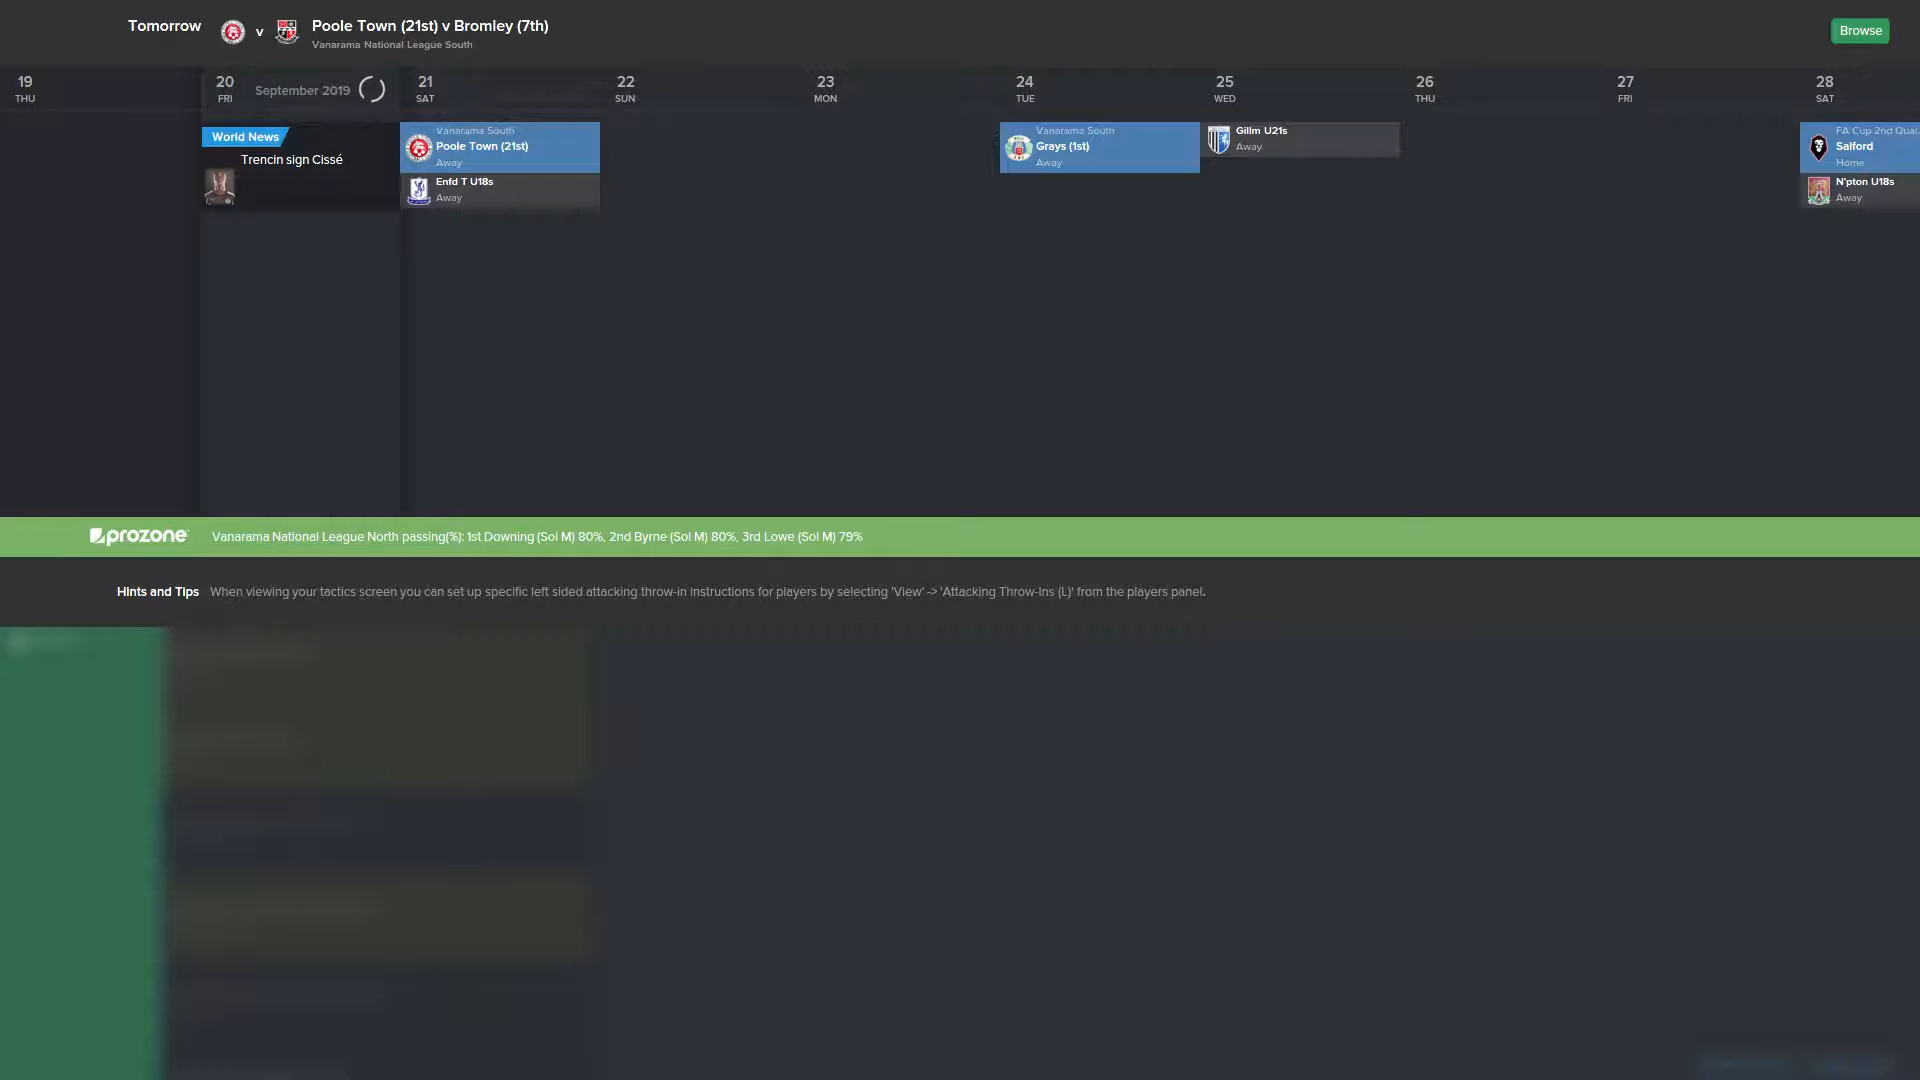 Tomorrow
v
Poole Town (21st) v Bromley (7th)
Vanarama National League South
Browse
19
THU
20
FRI
September 2019
21
SAT
22
SUN
23
MON
24
TUE
25
WED
26
THU
27
FRI
28
SAT
World News
Trencin sign Cissé
Vanarama South
Poole Town (21st)
Away
Enfd T U18s
Away
Vanarama South
Grays (1st)
Away
Gillm U21s
Away
FA Cup 2nd Qual...
Salford
Home
N'pton U18s
Away
prozone
Vanarama National League North passing(%): 1st Downing (Sol M) 80%, 2nd Byrne (Sol M) 80%, 3rd Lowe (Sol M) 79%
Hints and Tips When viewing your tactics screen you can set up specific left sided attacking throw-in instructions for players by selecting 'View' -> 'Attacking Throw-Ins (L)' from the players panel.